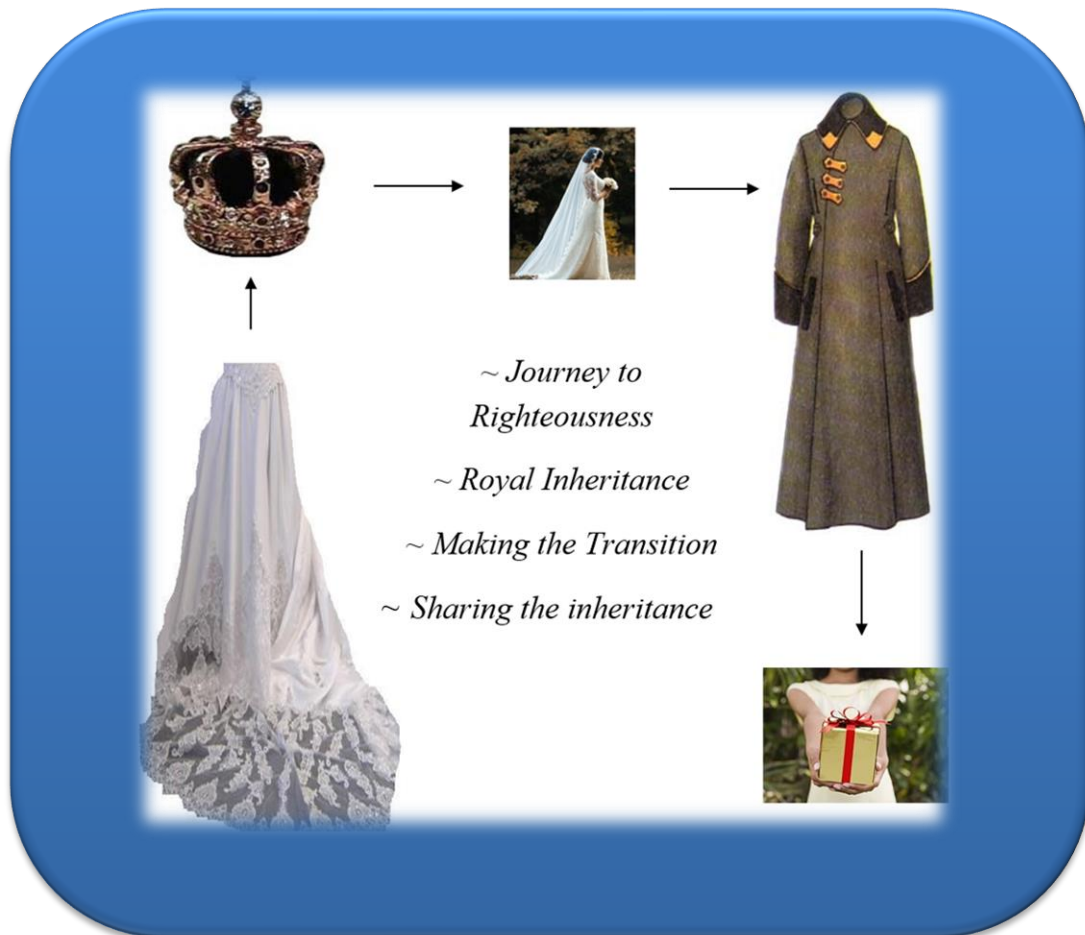 ~ Journey to
Righteousness
~ Royal Inheritance
~ Making the Transition
~ Sharing the inheritance